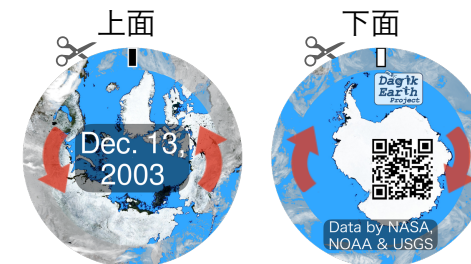 上面
下面
Dec. 13,
2003
Dagik
Earth
Project
Data by NASA,
NOAA & USGS